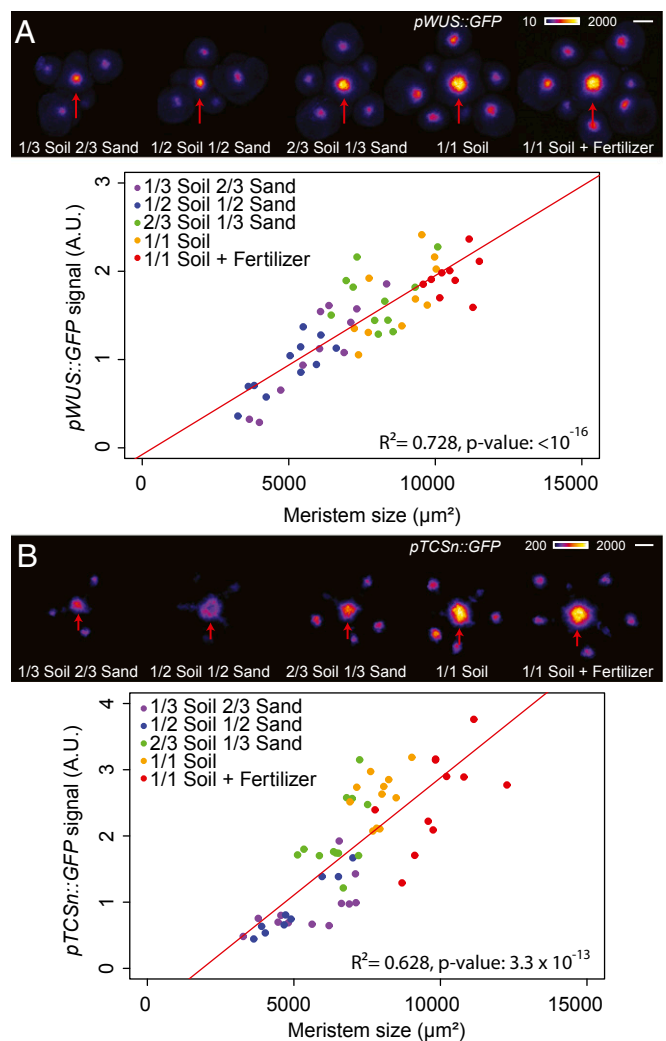 A
pWUS::GFP
10 2000
1/3 Soil 2/3 Sand
1/2 Soil 1/2 Sand
2/3 Soil 1/3 Sand
1/1 Soil
1/1 Soil + Fertilizer
1/3 Soil 2/3 Sand
1/2 Soil 1/2 Sand
2/3 Soil 1/3 Sand
1/1 Soil
1/1 Soil + Fertilizer
pWUS::GFP signal (A.U.)
3
2
1
0
R²= 0.728, p-value: <10⁻¹⁶
0 5000 10000 15000
Meristem size (µm²)
B
pTCSn::GFP
200 2000
1/3 Soil 2/3 Sand
1/2 Soil 1/2 Sand
2/3 Soil 1/3 Sand
1/1 Soil
1/1 Soil + Fertilizer
1/3 Soil 2/3 Sand
1/2 Soil 1/2 Sand
2/3 Soil 1/3 Sand
1/1 Soil
1/1 Soil + Fertilizer
pTCSn::GFP signal (A.U.)
4
3
2
1
0
R²= 0.628, p-value: 3.3 x 10⁻¹³
0 5000 10000 15000
Meristem size (µm²)